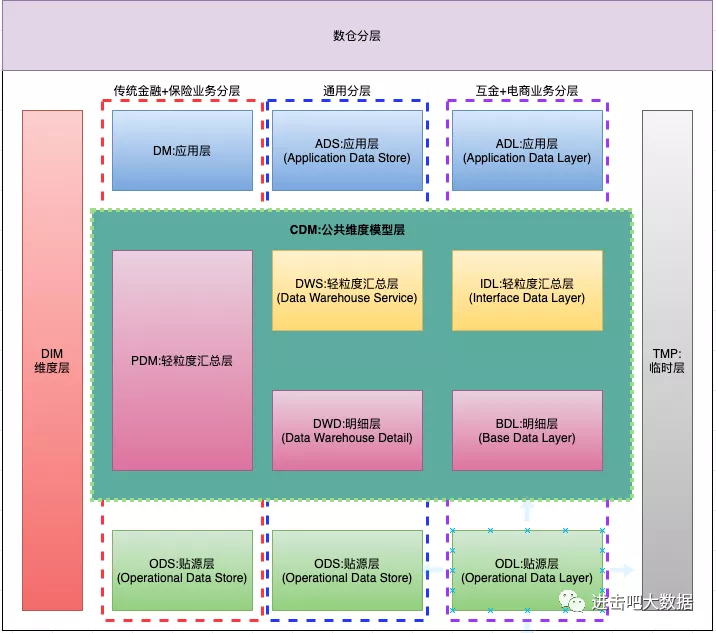 数仓分层
传统金融+保险业务分层
通用分层
互金+电商业务分层
DM:应用层
ADS:应用层
(Application Data Store)
ADL:应用层
(Application Data Layer)
CDM:公共维度模型层
DWS:轻粒度汇总层
(Data Warehouse Service)
IDL:轻粒度汇总层
(Interface Data Layer)
DIM
维度层
PDM:轻粒度汇总层
TMP:
临时层
DWD:明细层
(Data Warehouse Detail)
BDL:明细层
(Base Data Layer)
ODS:贴源层
(Operational Data Store)
ODS:贴源层
(Operational Data Store)
ODL:贴源层
(Operational Data Layer)
进击吧大数据